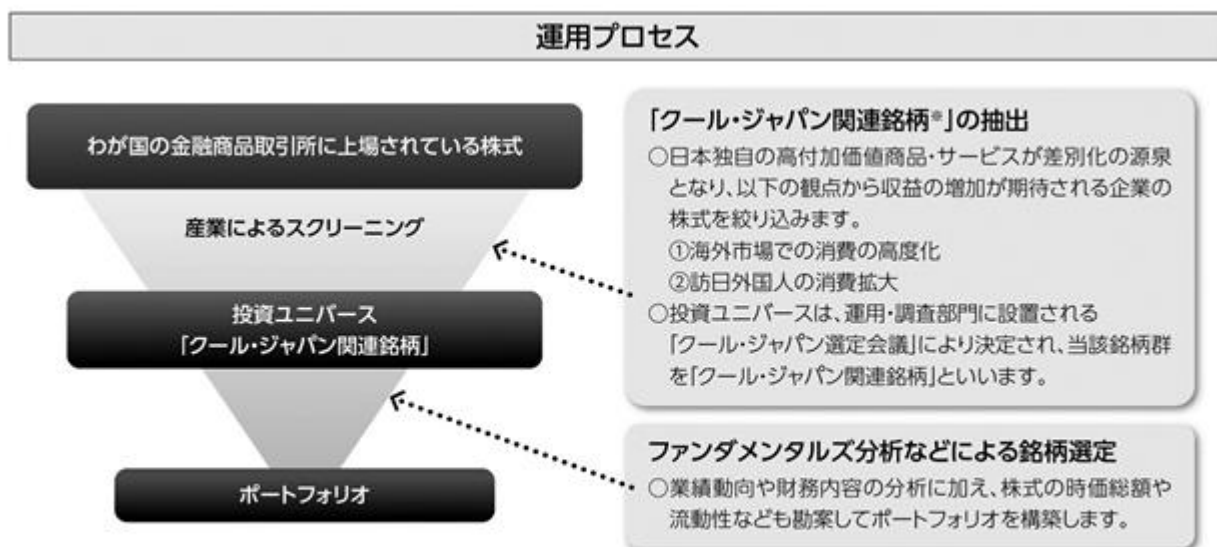 運用プロセス
わが国の金融商品取引所に上場されている株式
産業によるスクリーニング
投資ユニバース
「クール・ジャパン関連銘柄」
ポートフォリオ
「クール・ジャパン関連銘柄※」の抽出
○日本独自の高付加価値商品・サービスが差別化の源泉
となり、以下の観点から収益の増加が期待される企業の
株式を絞り込みます。
①海外市場での消費の高度化
②訪日外国人の消費拡大
○投資ユニバースは、運用・調査部門に設置される
「クール・ジャパン選定会議」により決定され、当該銘柄群
を「クール・ジャパン関連銘柄」といいます。
ファンダメンタルズ分析などによる銘柄選定
○業績動向や財務内容の分析に加え、株式の時価総額や
流動性なども勘案してポートフォリオを構築します。